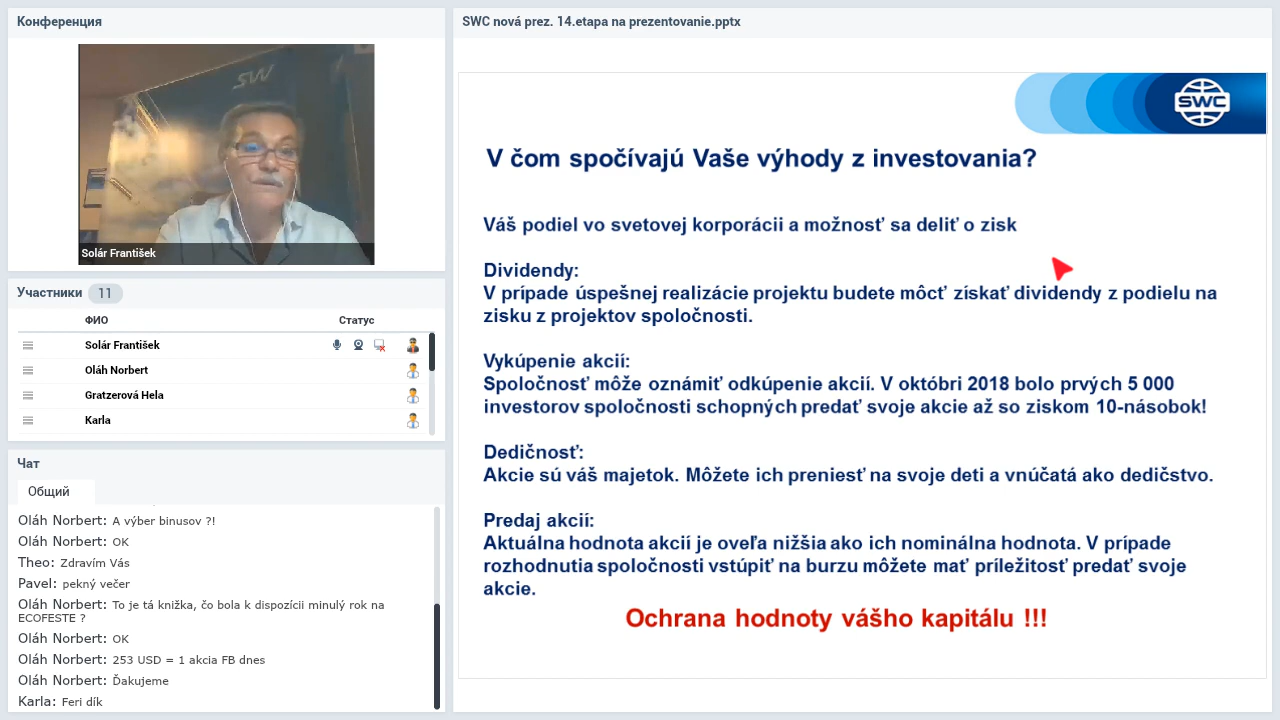 Конференция
SW
Solár František
Участники 11
ФИО Статус
Solár František
Oláh Norbert
Gratzerová Hela
Karla
Чат
Общий
Oláh Norbert: A výber binusov ?!
Oláh Norbert: OK
Theo: Zdravím Vás
Pavel: pekný večer
Oláh Norbert: To je tá knižka, čo bola k dispozícii minulý rok na
ECOFESTE ?
Oláh Norbert: OK
Oláh Norbert: 253 USD = 1 akcia FB dnes
Oláh Norbert: Ďakujeme
Karla: Feri dík
SWC nová prez. 14.etapa na prezentovanie.pptx
SWC
V čom spočívajú Vaše výhody z investovania?
Váš podiel vo svetovej korporácii a možnosť sa deliť o zisk
Dividendy:
V prípade úspešnej realizácie projektu budete môcť získať dividendy z podielu na
zisku z projektov spoločnosti.
Vykúpenie akcií:
Spoločnosť môže oznámiť odkúpenie akcií. V októbri 2018 bolo prvých 5 000
investorov spoločnosti schopných predať svoje akcie až so ziskom 10-násobok!
Dedičnosť:
Akcie sú váš majetok. Môžete ich preniesť na svoje deti a vnúčatá ako dedičstvo.
Predaj akcií:
Aktuálna hodnota akcií je oveľa nižšia ako ich nominálna hodnota. V prípade
rozhodnutia spoločnosti vstúpiť na burzu môžete mať príležitosť predať svoje
akcie.
Ochrana hodnoty vášho kapitálu !!!